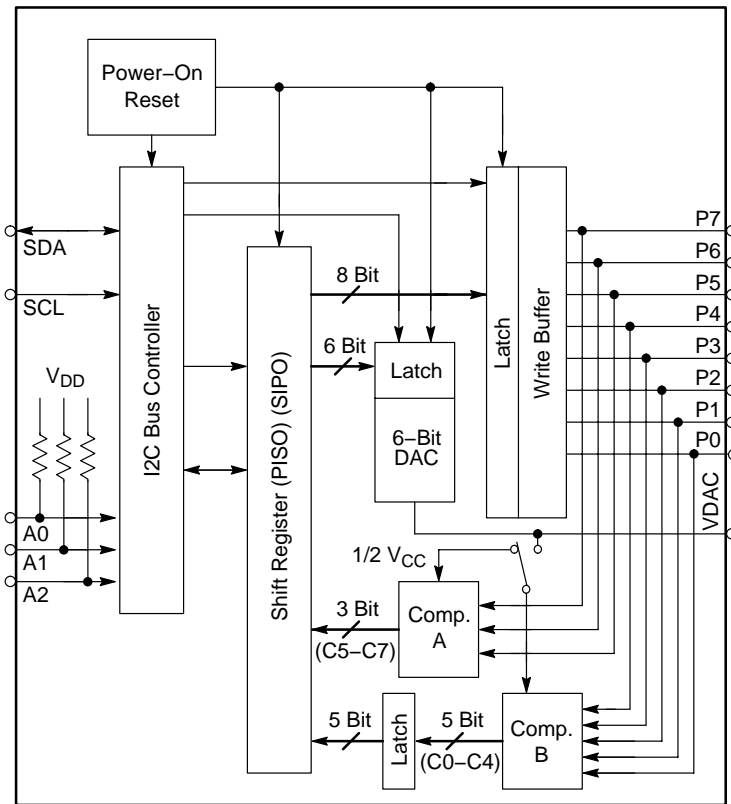 Power−On
Reset
I2C Bus Controller
SDA
SCL
VDD
A0
A1
A2
Shift Register (PISO) (SIPO)
8 Bit
6 Bit
Latch
6−Bit
DAC
Latch
Write Buffer
P7
P6
P5
P4
P3
P2
P1
P0
VDAC
1/2 VCC
Comp.
A
3 Bit
(C5−C7)
Comp.
B
5 Bit
(C0−C4)
Latch
5 Bit